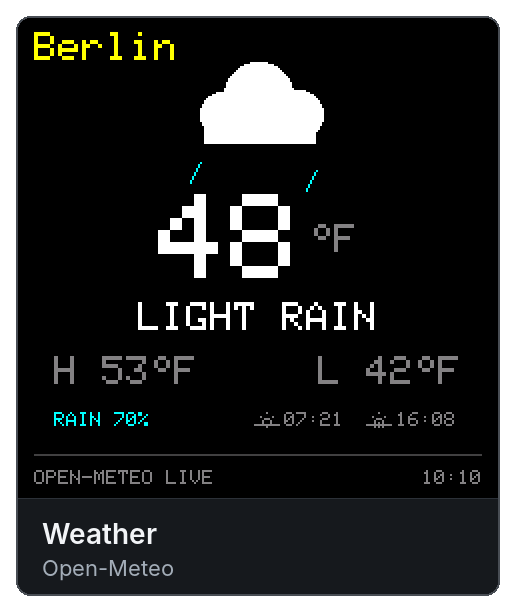 Berlin
48 °F
LIGHT RAIN
H 53°F L 42°F
RAIN 70% 07:21 16:08
OPEN-METEO LIVE 10:10
Weather
Open-Meteo